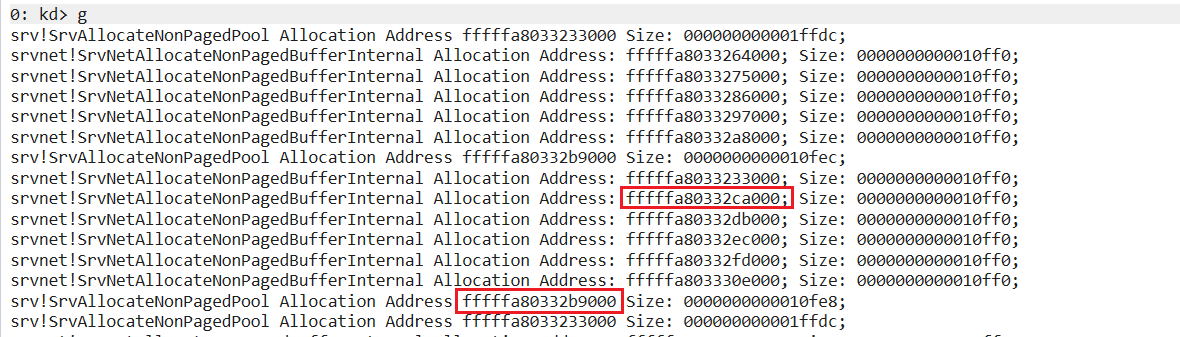 0: kd> g
srv!SrvAllocateNonPagedPool Allocation Address fffffa8033233000 Size: 000000000001ffdc;
srvnet!SrvNetAllocateNonPagedBufferInternal Allocation Address: fffffa8033264000; Size: 0000000000010ff0;
srvnet!SrvNetAllocateNonPagedBufferInternal Allocation Address: fffffa8033275000; Size: 0000000000010ff0;
srvnet!SrvNetAllocateNonPagedBufferInternal Allocation Address: fffffa8033286000; Size: 0000000000010ff0;
srvnet!SrvNetAllocateNonPagedBufferInternal Allocation Address: fffffa8033297000; Size: 0000000000010ff0;
srvnet!SrvNetAllocateNonPagedBufferInternal Allocation Address: fffffa80332a8000; Size: 0000000000010ff0;
srv!SrvAllocateNonPagedPool Allocation Address fffffa80332b9000 Size: 0000000000010fec;
srvnet!SrvNetAllocateNonPagedBufferInternal Allocation Address: fffffa8033233000; Size: 0000000000010ff0;
srvnet!SrvNetAllocateNonPagedBufferInternal Allocation Address: fffffa80332ca000; Size: 0000000000010ff0;
srvnet!SrvNetAllocateNonPagedBufferInternal Allocation Address: fffffa80332db000; Size: 0000000000010ff0;
srvnet!SrvNetAllocateNonPagedBufferInternal Allocation Address: fffffa80332ec000; Size: 0000000000010ff0;
srvnet!SrvNetAllocateNonPagedBufferInternal Allocation Address: fffffa80332fd000; Size: 0000000000010ff0;
srvnet!SrvNetAllocateNonPagedBufferInternal Allocation Address: fffffa803330e000; Size: 0000000000010ff0;
srv!SrvAllocateNonPagedPool Allocation Address fffffa80332b9000 Size: 0000000000010fe8;
srv!SrvAllocateNonPagedPool Allocation Address fffffa8033233000 Size: 000000000001ffdc;